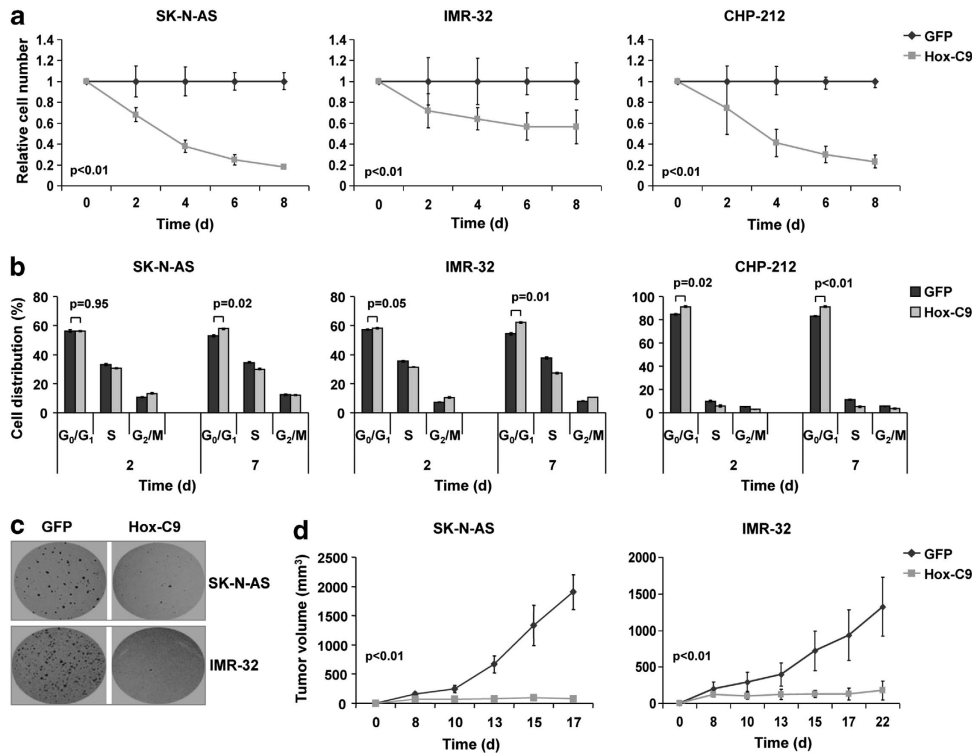 a
SK-N-AS
IMR-32
CHP-212
Relative cell number
1.4
1.2
1
0.8
0.6
0.4
0.2
0
p<0.01
0 2 4 6 8
Time (d)
1.4
1.2
1
0.8
0.6
0.4
0.2
0
p<0.01
0 2 4 6 8
Time (d)
1.4
1.2
1
0.8
0.6
0.4
0.2
0
p<0.01
0 2 4 6 8
Time (d)
GFP
Hox-C9
b
SK-N-AS
IMR-32
CHP-212
Cell distribution (%)
80
60
40
20
0
p=0.95
p=0.02
G0/G1 S G2/M G0/G1 S G2/M
2 7
Time (d)
80
60
40
20
0
p=0.05
p=0.01
G0/G1 S G2/M G0/G1 S G2/M
2 7
Time (d)
100
80
60
40
20
0
p=0.02
p<0.01
G0/G1 S G2/M G0/G1 S G2/M
2 7
Time (d)
GFP
Hox-C9
c
GFP Hox-C9
SK-N-AS
IMR-32
d
SK-N-AS
IMR-32
Tumor volume (mm3)
2500
2000
1500
1000
500
0
p<0.01
0 8 10 13 15 17
Time (d)
2000
1500
1000
500
0
p<0.01
0 8 10 13 15 17 22
Time (d)
GFP
Hox-C9